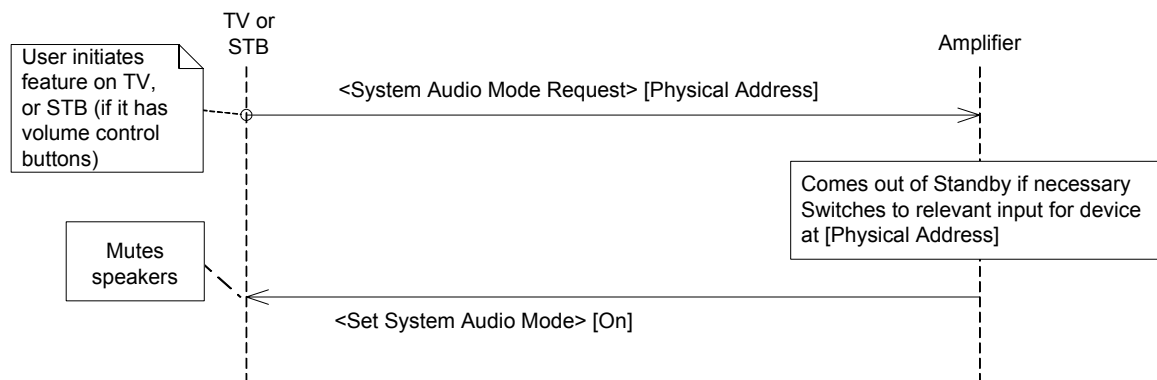 TV or
STB
Amplifier
User initiates
feature on TV,
or STB (if it has
volume control
buttons)
<System Audio Mode Request> [Physical Address]
Comes out of Standby if necessary
Switches to relevant input for device
at [Physical Address]
Mutes
speakers
<Set System Audio Mode> [On]